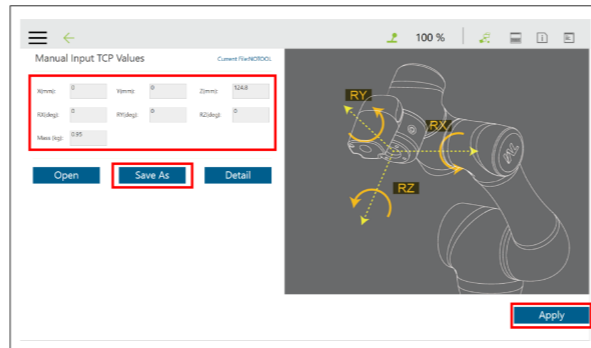 100 %
Manual Input TCP Values
Current File:NOTOOL
X(mm): 0 Y(mm): 0 Z(mm): 124.8
RX(deg): 0 RY(deg): 0 RZ(deg): 0
Mass (kg): 0.95
Open Save As Detail
RY
RX
RZ
Apply